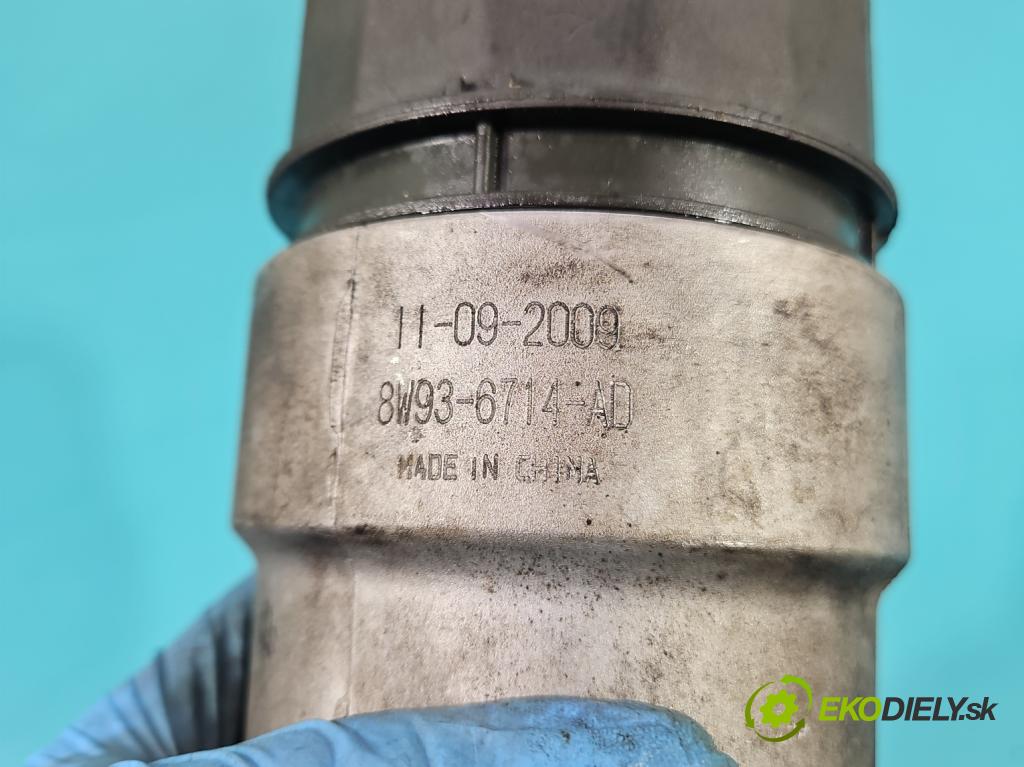 11-09-2009
8W93-6714-AD
MADE IN CHINA
EKODIELY.sk